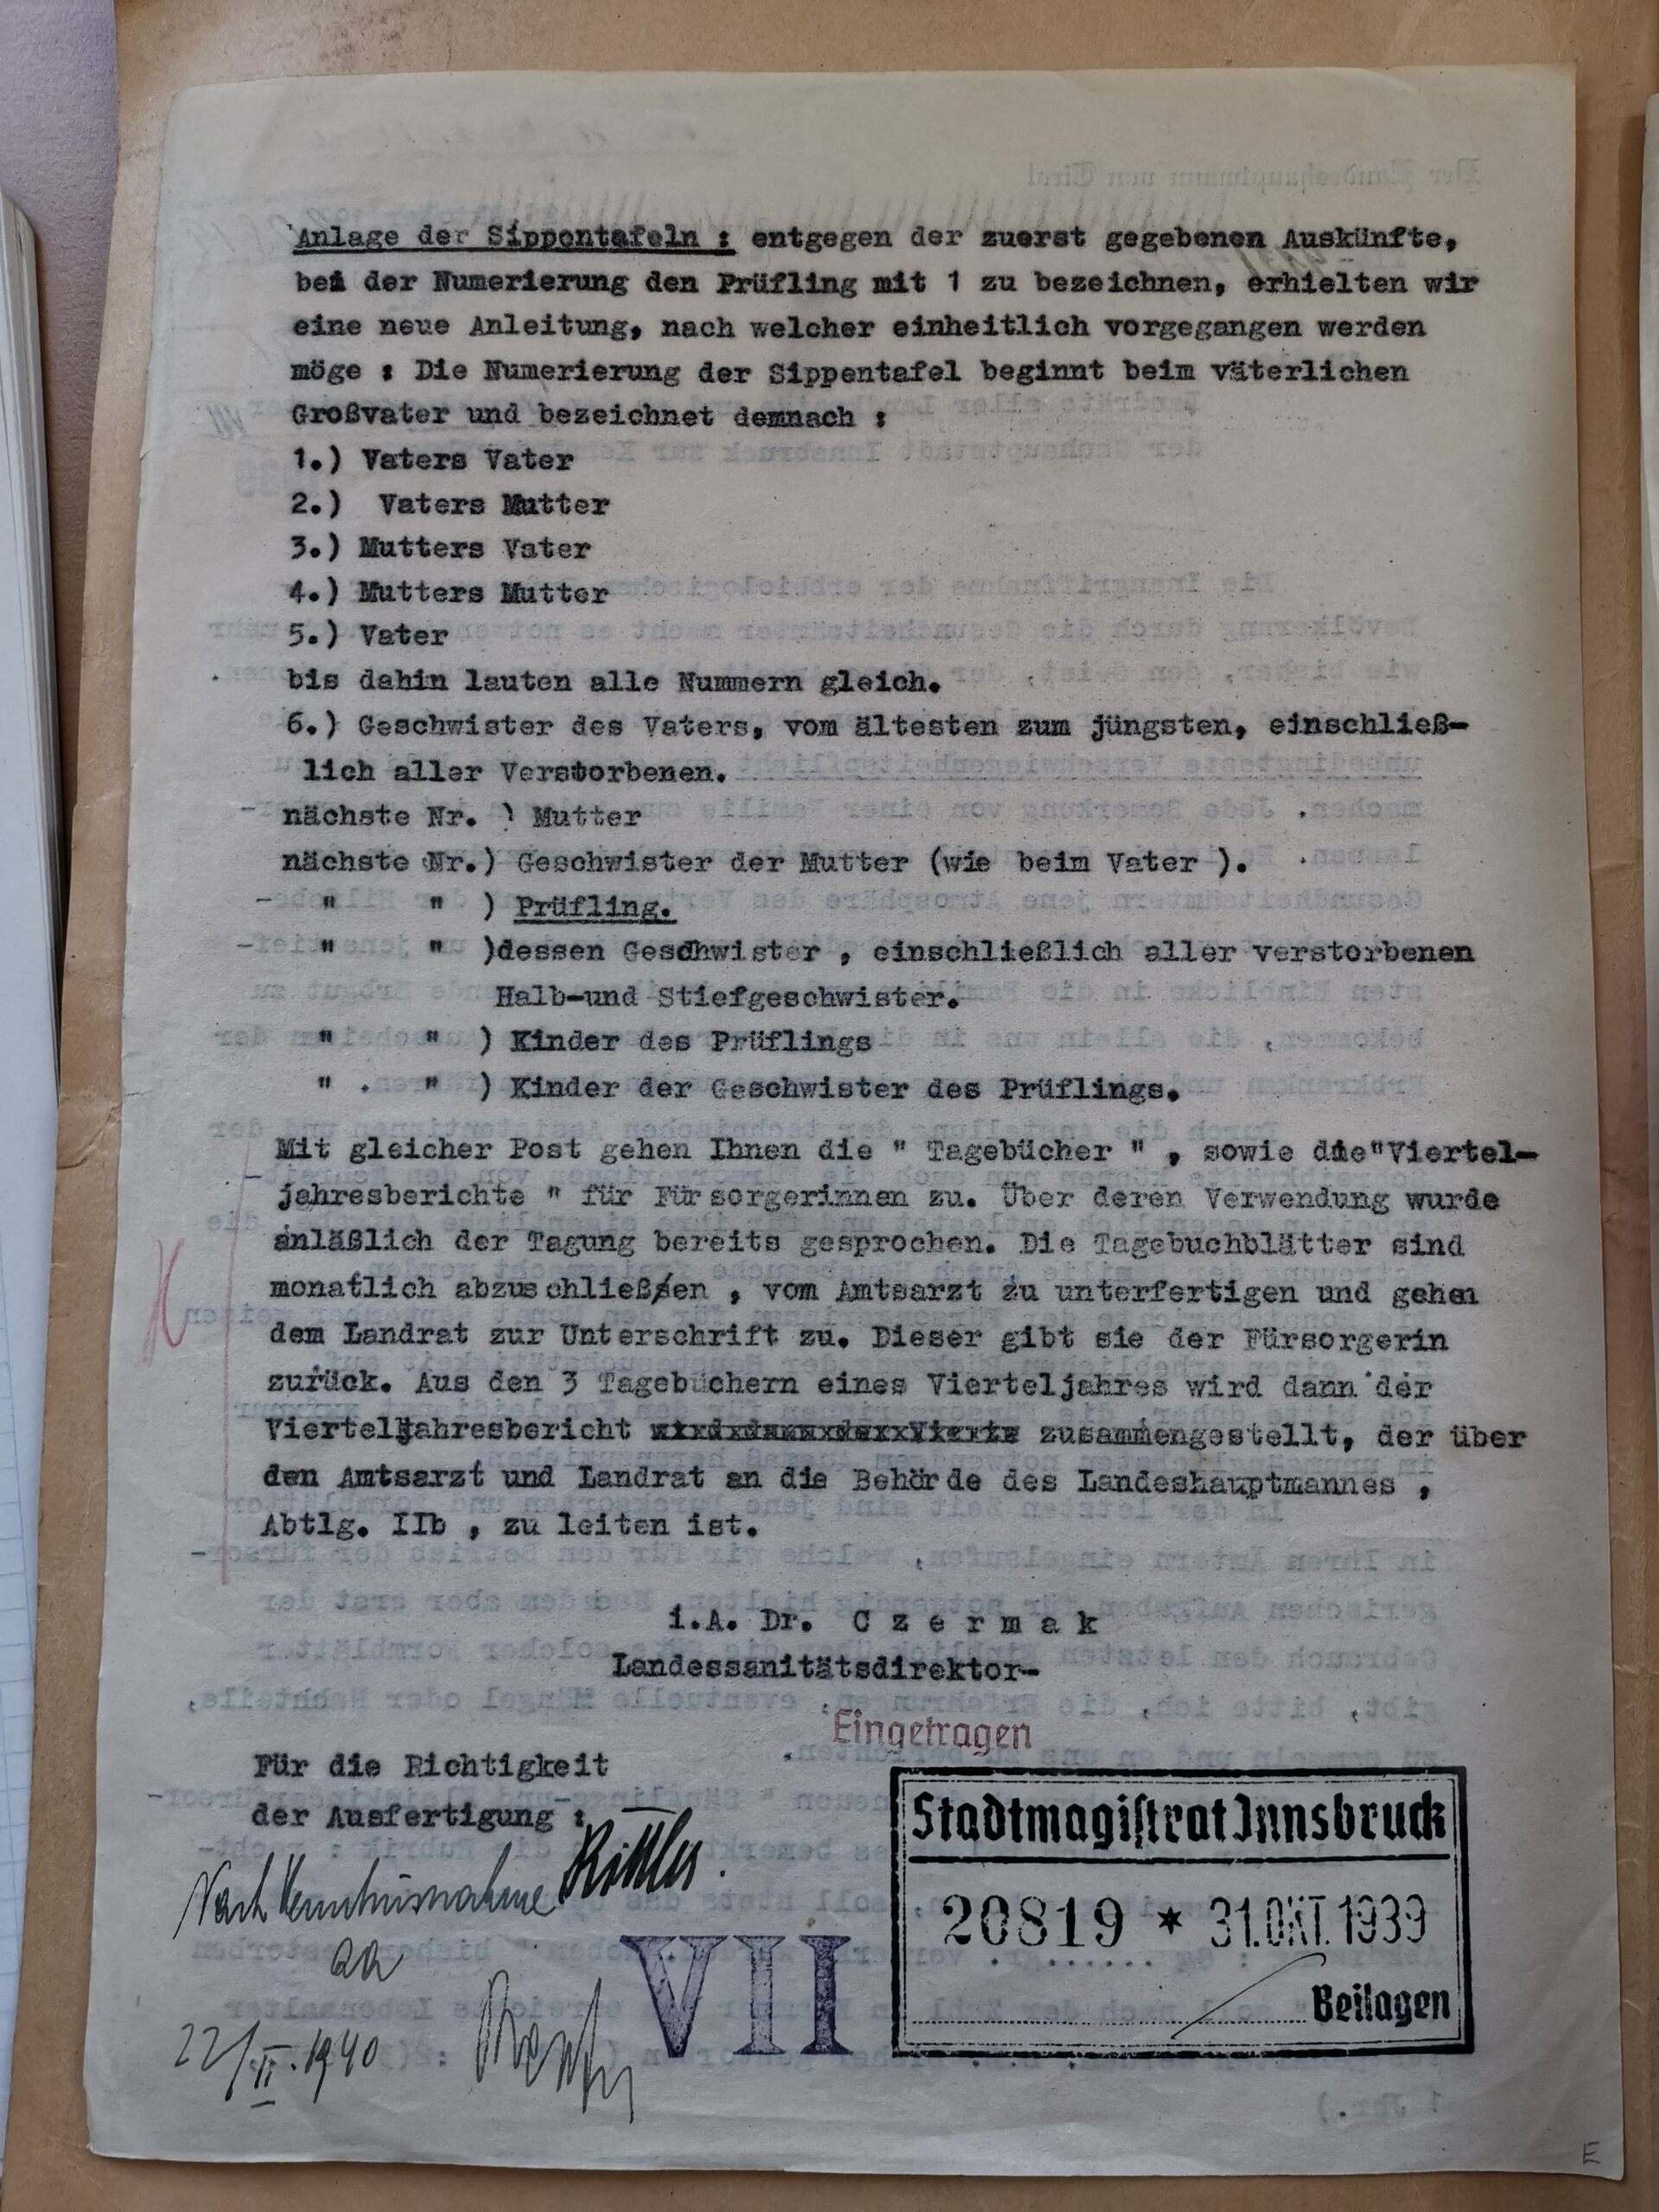 Anlage der Sippentafeln : entgegen der zuerst gegebenen Auskünfte,
bei der Numerierung den Prüfling mit 1 zu bezeichnen, erhielten wir
eine neue Anleitung, nach welcher einheitlich vorgegangen werden
möge : Die Numerierung der Sippentafel beginnt beim väterlichen
Großvater und bezeichnet demnach :
1.) Vaters Vater
2.) Vaters Mutter
3.) Mutters Vater
4.) Mutters Mutter
5.) Vater
bis dahin lauten alle Nummern gleich.
6.) Geschwister des Vaters, vom ältesten zum jüngsten, einschließ-
lich aller Verstorbenen.
nächste Nr. ) Mutter
nächste Nr.) Geschwister der Mutter (wie beim Vater ).
" " ) Prüfling.
" " )dessen Geschwister , einschließlich aller verstorbenen
Halb-und Stiefgeschwister.
" " ) Kinder des Prüflings
" . " ) Kinder der Geschwister des Prüflings.
Mit gleicher Post gehen Ihnen die " Tagebücher " , sowie die"Viertel-
jahresberichte " für Fürsorgerinnen zu. Über deren Verwendung wurde
anläßlich der Tagung bereits gesprochen. Die Tagebuchblätter sind
monatlich abzuschließen , vom Amtsarzt zu unterfertigen und gehen
dem Landrat zur Unterschrift zu. Dieser gibt sie der Fürsorgerin
zurück. Aus den 3 Tagebüchern eines Vierteljahres wird dann der
Vierteljahresbericht zusammengestellt, der über
den Amtsarzt und Landrat an die Behörde des Landeshauptmannes ,
Abtlg. IIb , zu leiten ist.
i.A. Dr. C z e r m a k
Landessanitätsdirektor-
Eingetragen
Für die Richtigkeit
der Ausfertigung :
Nach Kenntnisnahme
aa
22/II.1940
VII
Stadtmagistrat Innsbruck
20819 * 31.OKT.1939
Beilagen
E